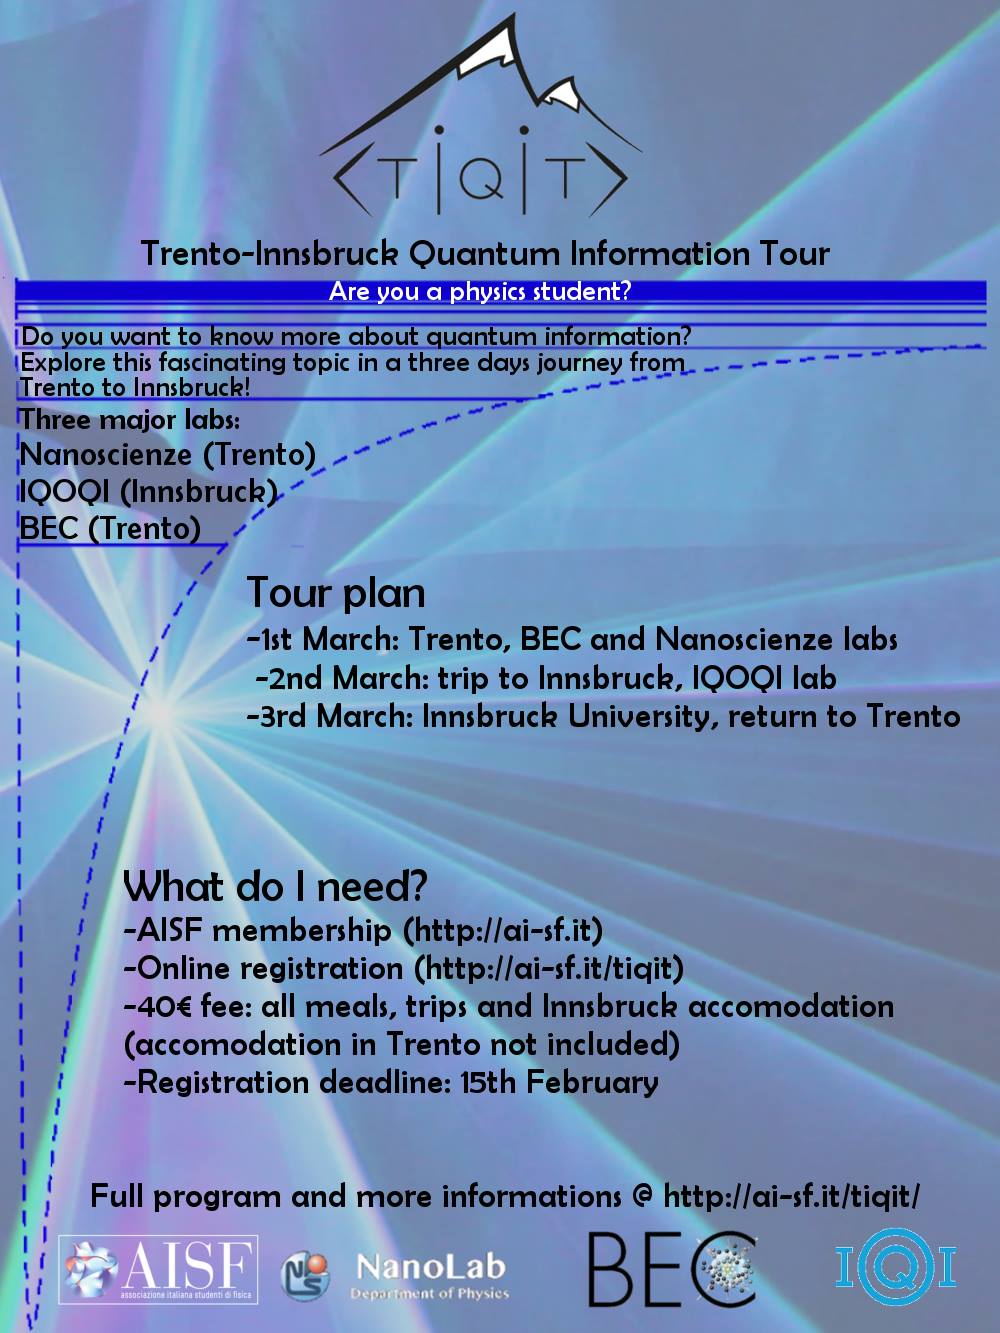 TiQiT
Trento-Innsbruck Quantum Information Tour
Are you a physics student?
Do you want to know more about quantum information?
Explore this fascinating topic in a three days journey from
Trento to Innsbruck!
Three major labs:
Nanoscienze (Trento)
IQOQI (Innsbruck)
BEC (Trento)
Tour plan
-1st March: Trento, BEC and Nanoscienze labs
-2nd March: trip to Innsbruck, IQOQI lab
-3rd March: Innsbruck University, return to Trento
What do I need?
-AISF membership (http://ai-sf.it)
-Online registration (http://ai-sf.it/tiqit)
-40€ fee: all meals, trips and Innsbruck accomodation
(accomodation in Trento not included)
-Registration deadline: 15th February
Full program and more informations @ http://ai-sf.it/tiqit/
AISF
associazione italiana studenti di fisica
NanoLab
Department of Physics
BEC
IQI